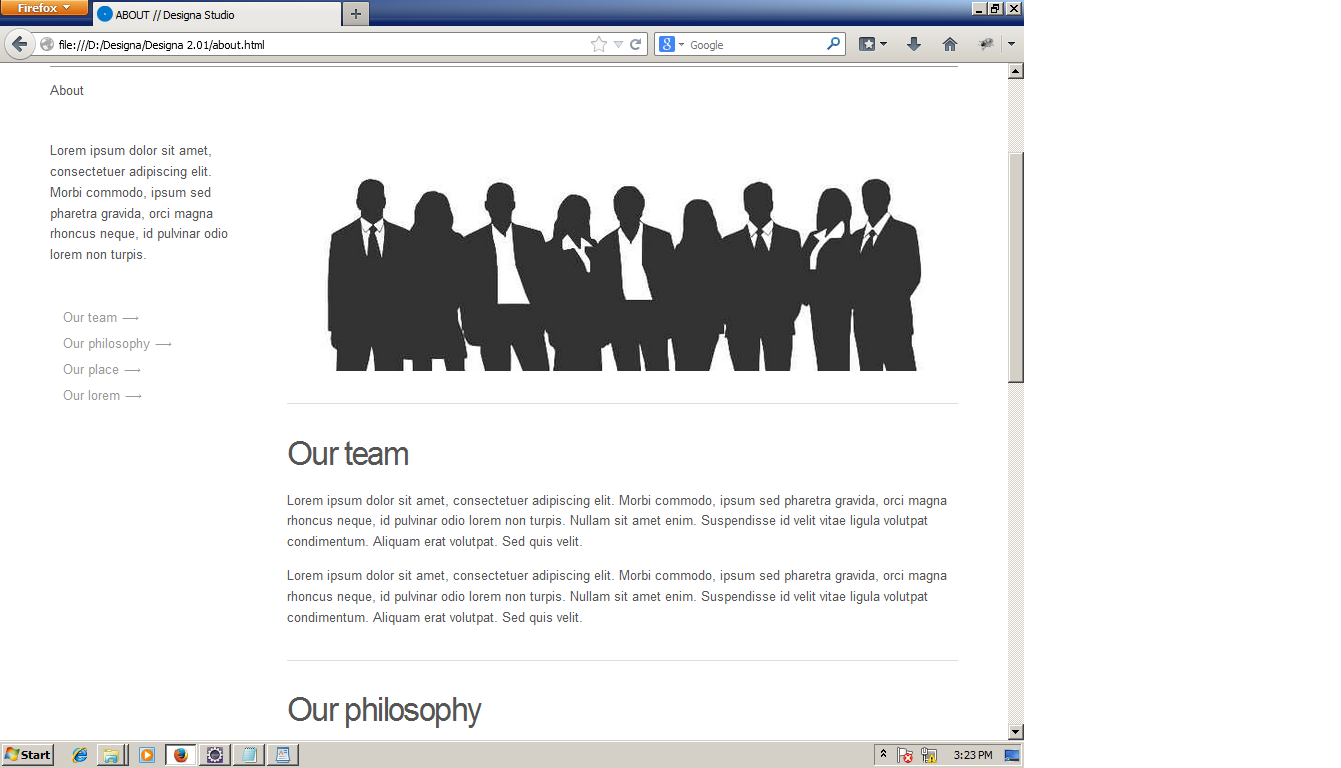 Firefox
ABOUT // Designa Studio
file:///D:/Designa/Designa 2.01/about.html
Google
About
Lorem ipsum dolor sit amet,
consectetuer adipiscing elit.
Morbi commodo, ipsum sed
pharetra gravida, orci magna
rhoncus neque, id pulvinar odio
lorem non turpis.
Our team ⟶
Our philosophy ⟶
Our place ⟶
Our lorem ⟶
Our team
Lorem ipsum dolor sit amet, consectetuer adipiscing elit. Morbi commodo, ipsum sed pharetra gravida, orci magna
rhoncus neque, id pulvinar odio lorem non turpis. Nullam sit amet enim. Suspendisse id velit vitae ligula volutpat
condimentum. Aliquam erat volutpat. Sed quis velit.
Lorem ipsum dolor sit amet, consectetuer adipiscing elit. Morbi commodo, ipsum sed pharetra gravida, orci magna
rhoncus neque, id pulvinar odio lorem non turpis. Nullam sit amet enim. Suspendisse id velit vitae ligula volutpat
condimentum. Aliquam erat volutpat. Sed quis velit.
Our philosophy
Start
3:23 PM